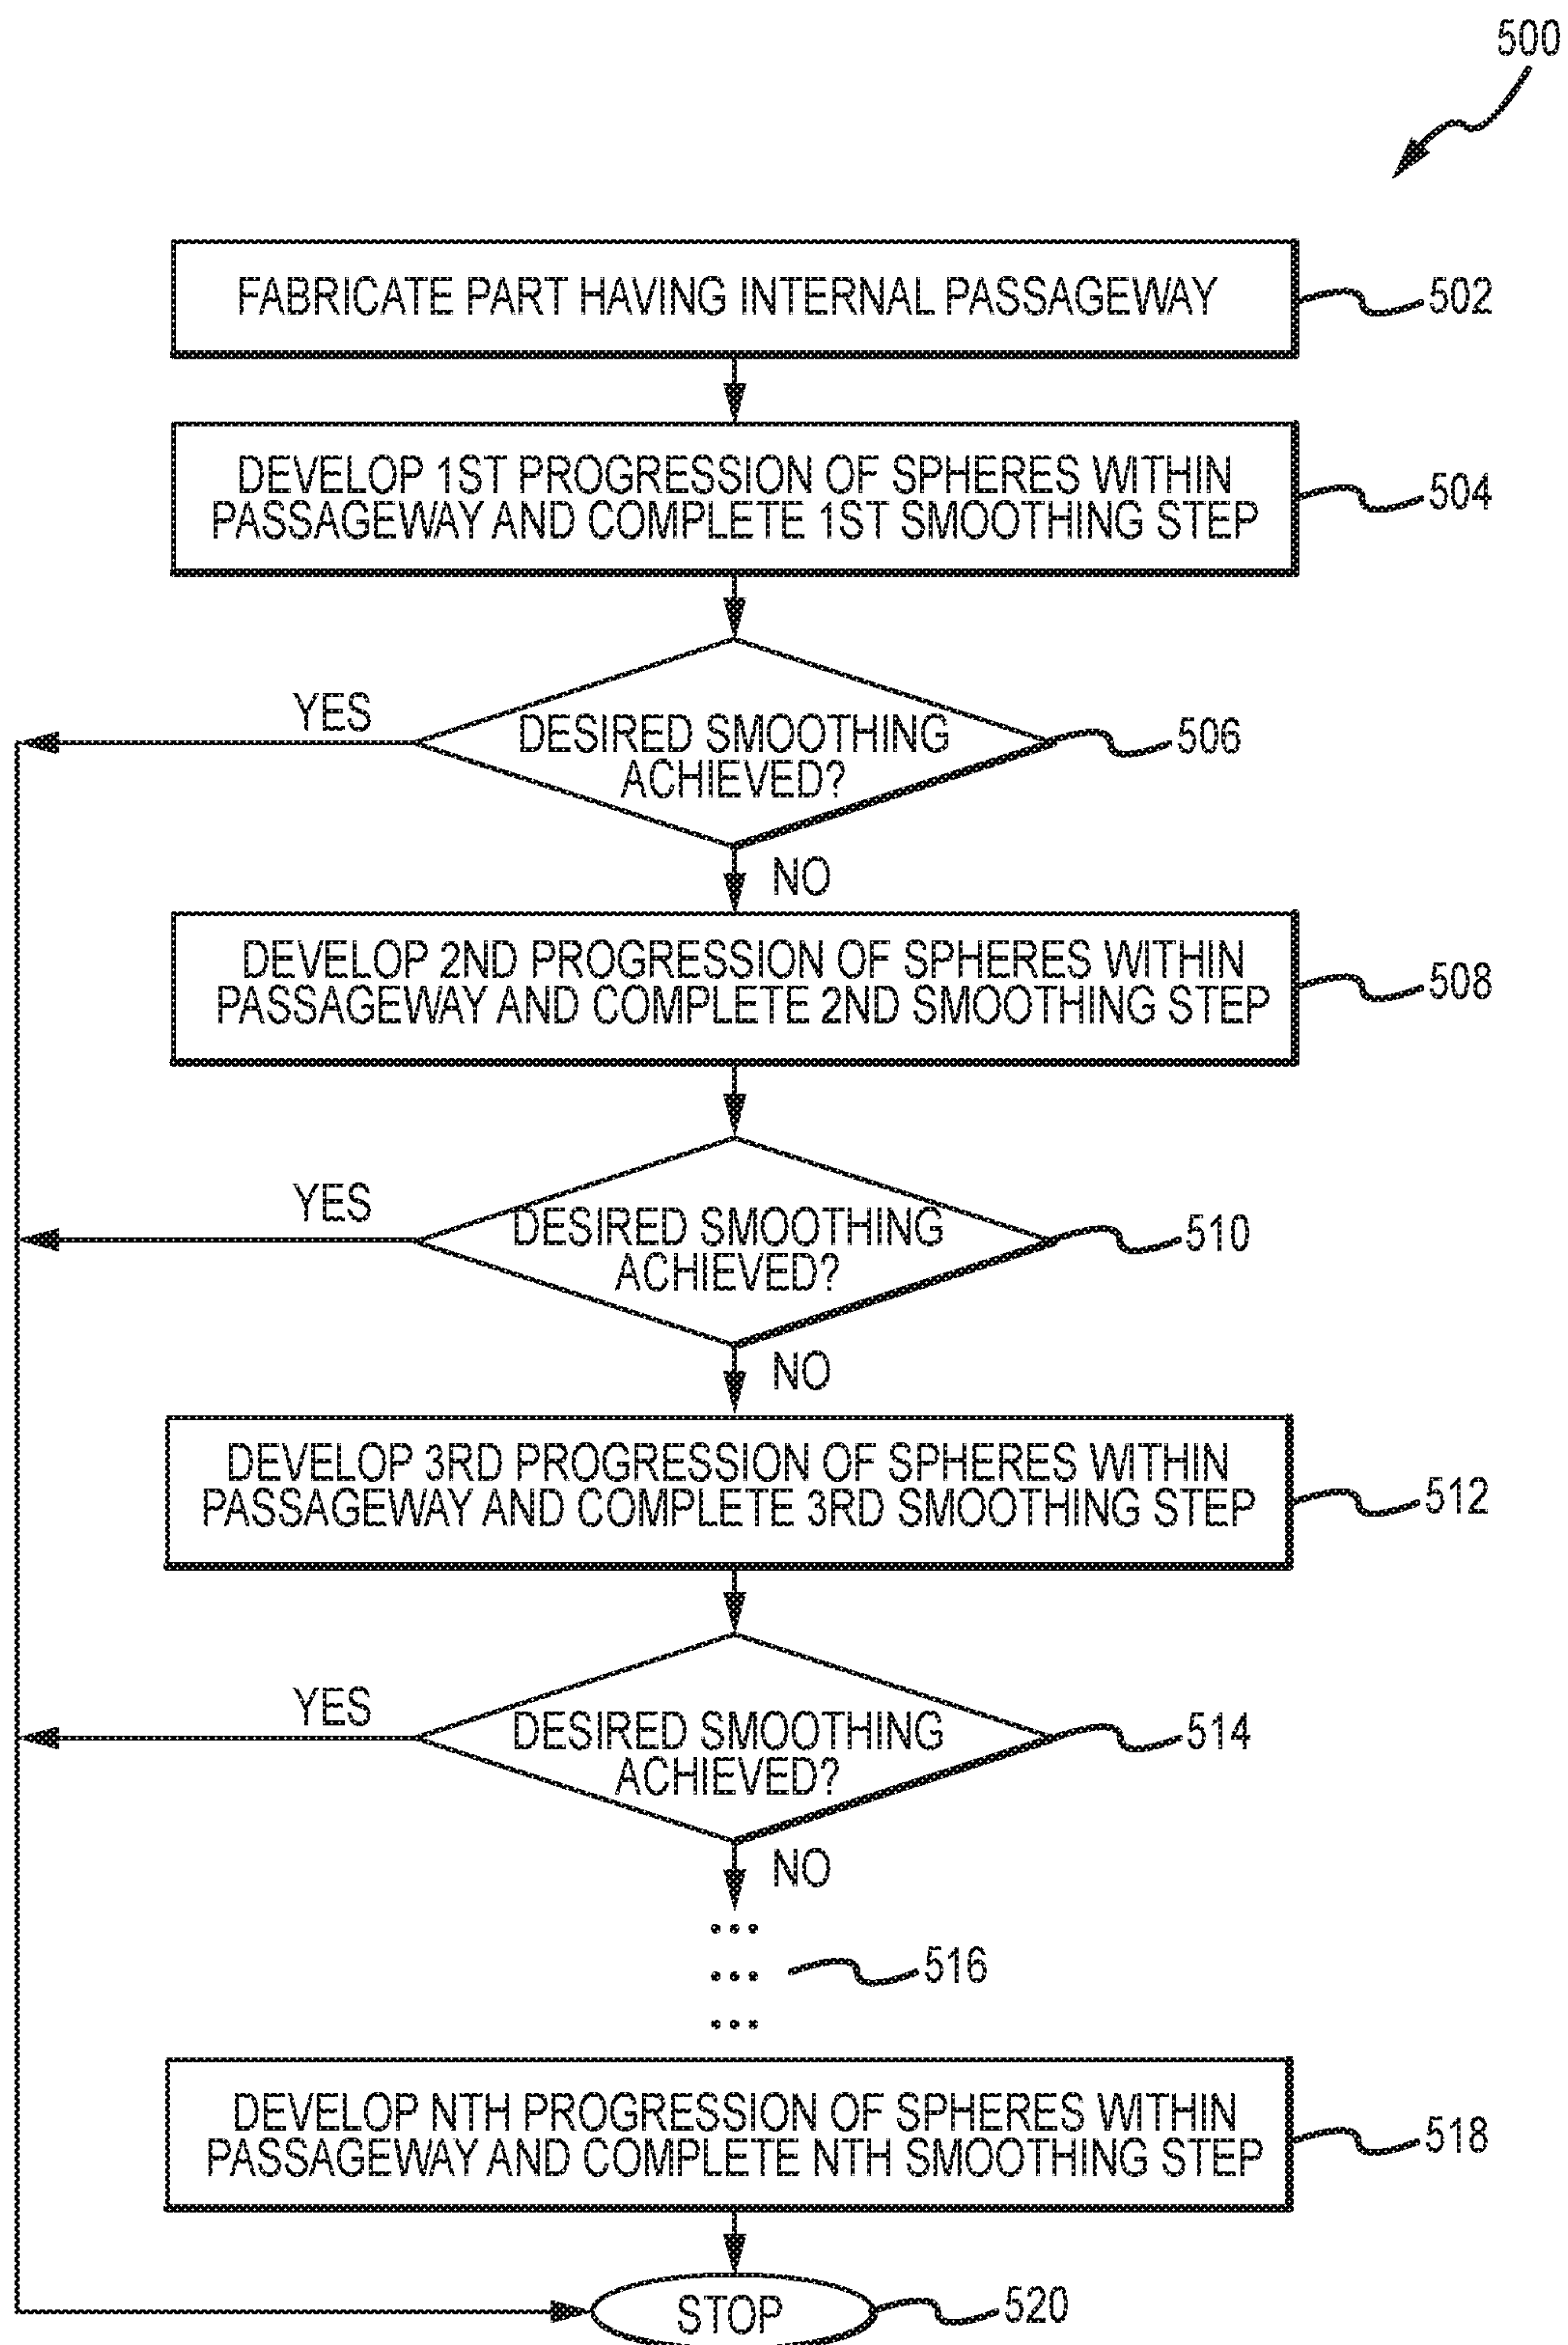 500
FABRICATE PART HAVING INTERNAL PASSAGEWAY
502
DEVELOP 1ST PROGRESSION OF SPHERES WITHIN
PASSAGEWAY AND COMPLETE 1ST SMOOTHING STEP
504
YES
DESIRED SMOOTHING
ACHIEVED?
506
NO
DEVELOP 2ND PROGRESSION OF SPHERES WITHIN
PASSAGEWAY AND COMPLETE 2ND SMOOTHING STEP
508
YES
DESIRED SMOOTHING
ACHIEVED?
510
NO
DEVELOP 3RD PROGRESSION OF SPHERES WITHIN
PASSAGEWAY AND COMPLETE 3RD SMOOTHING STEP
512
YES
DESIRED SMOOTHING
ACHIEVED?
514
NO
...
...
516
...
DEVELOP NTH PROGRESSION OF SPHERES WITHIN
PASSAGEWAY AND COMPLETE NTH SMOOTHING STEP
518
STOP
520